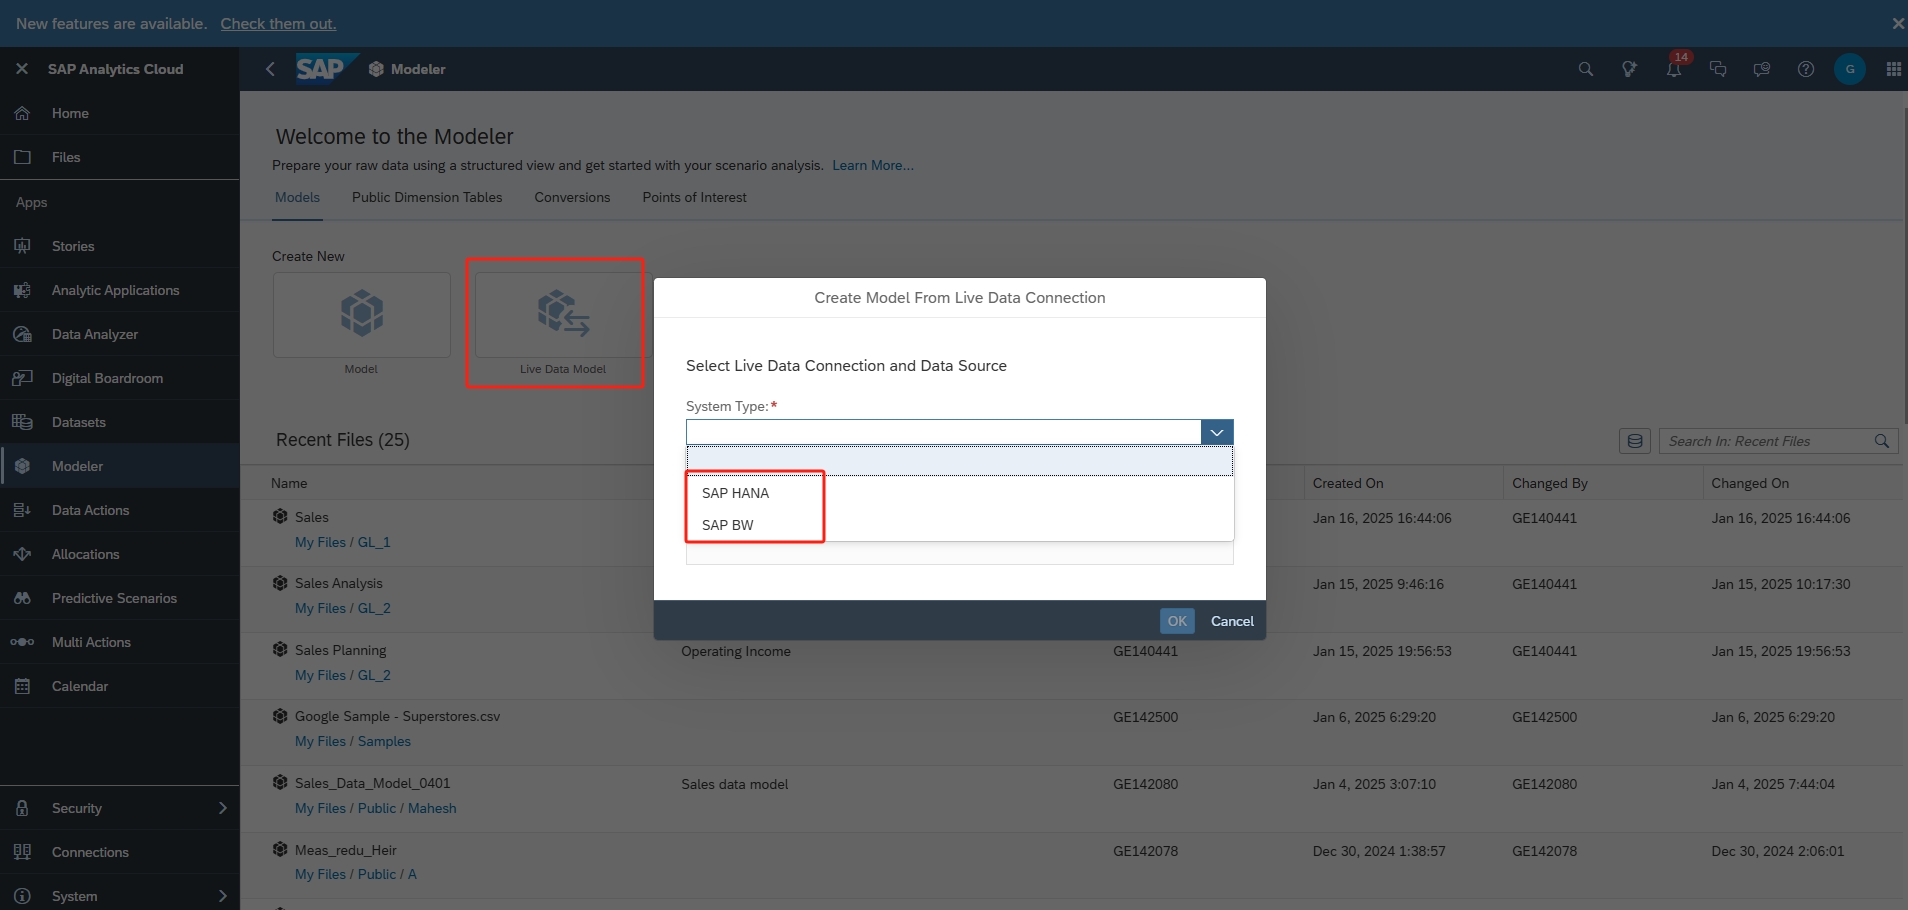 New features are available. Check them out.
SAP Analytics Cloud
SAP Modeler
14
G
Home
Files
Apps
Stories
Analytic Applications
Data Analyzer
Digital Boardroom
Datasets
Modeler
Data Actions
Allocations
Predictive Scenarios
Multi Actions
Calendar
Security
Connections
System
Welcome to the Modeler
Prepare your raw data using a structured view and get started with your scenario analysis. Learn More...
Models Public Dimension Tables Conversions Points of Interest
Create New
Model Live Data Model
Create Model From Live Data Connection
Select Live Data Connection and Data Source
System Type:*
SAP HANA
SAP BW
OK Cancel
Recent Files (25)
Search In: Recent Files
Name Created On Changed By Changed On
Sales Jan 16, 2025 16:44:06 GE140441 Jan 16, 2025 16:44:06
My Files / GL_1
Sales Analysis Jan 15, 2025 9:46:16 GE140441 Jan 15, 2025 10:17:30
My Files / GL_2
Sales Planning Operating Income GE140441 Jan 15, 2025 19:56:53 GE140441 Jan 15, 2025 19:56:53
My Files / GL_2
Google Sample - Superstores.csv GE142500 Jan 6, 2025 6:29:20 GE142500 Jan 6, 2025 6:29:20
My Files / Samples
Sales_Data_Model_0401 Sales data model GE142080 Jan 4, 2025 3:07:10 GE142080 Jan 4, 2025 7:44:04
My Files / Public / Mahesh
Meas_redu_Heir GE142078 Dec 30, 2024 1:38:57 GE142078 Dec 30, 2024 2:06:01
My Files / Public / A